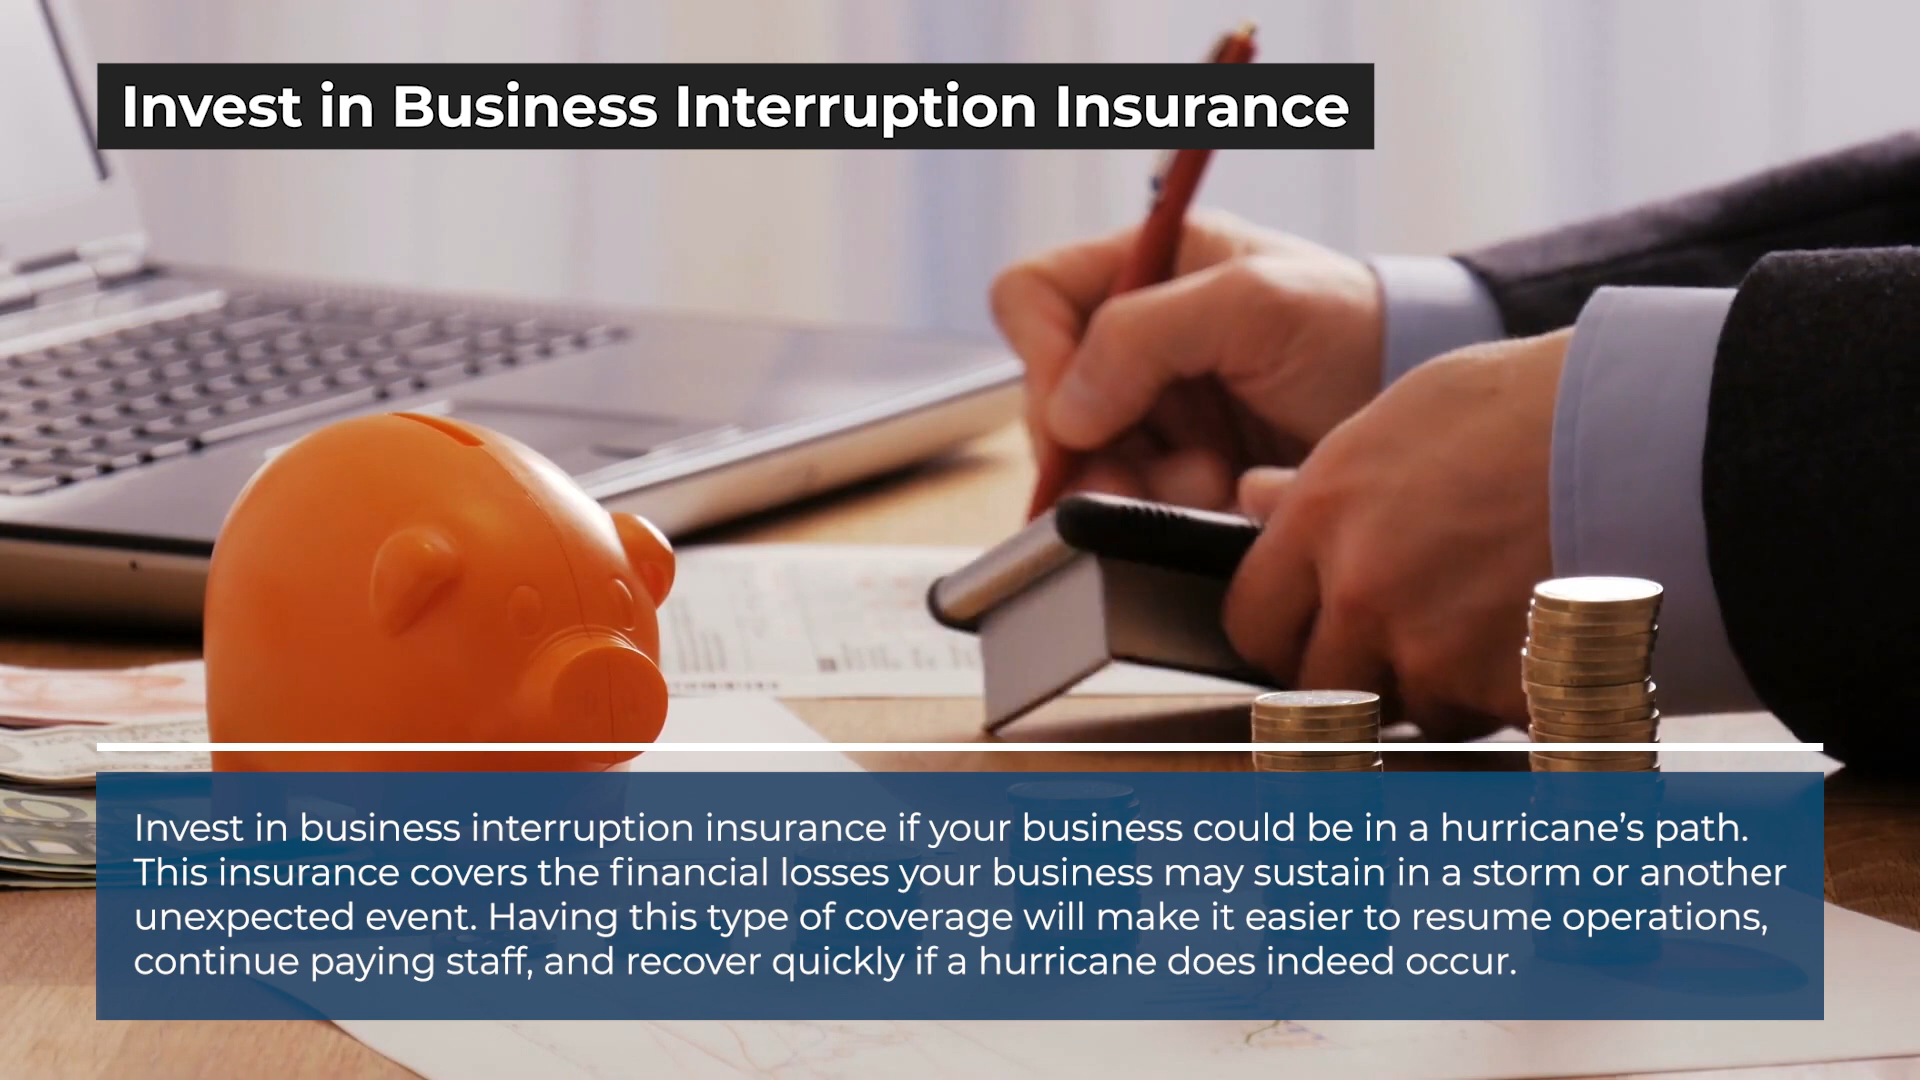 Invest in Business Interruption Insurance
Invest in business interruption insurance if your business could be in a hurricane’s path.
This insurance covers the financial losses your business may sustain in a storm or another
unexpected event. Having this type of coverage will make it easier to resume operations,
continue paying staff, and recover quickly if a hurricane does indeed occur.